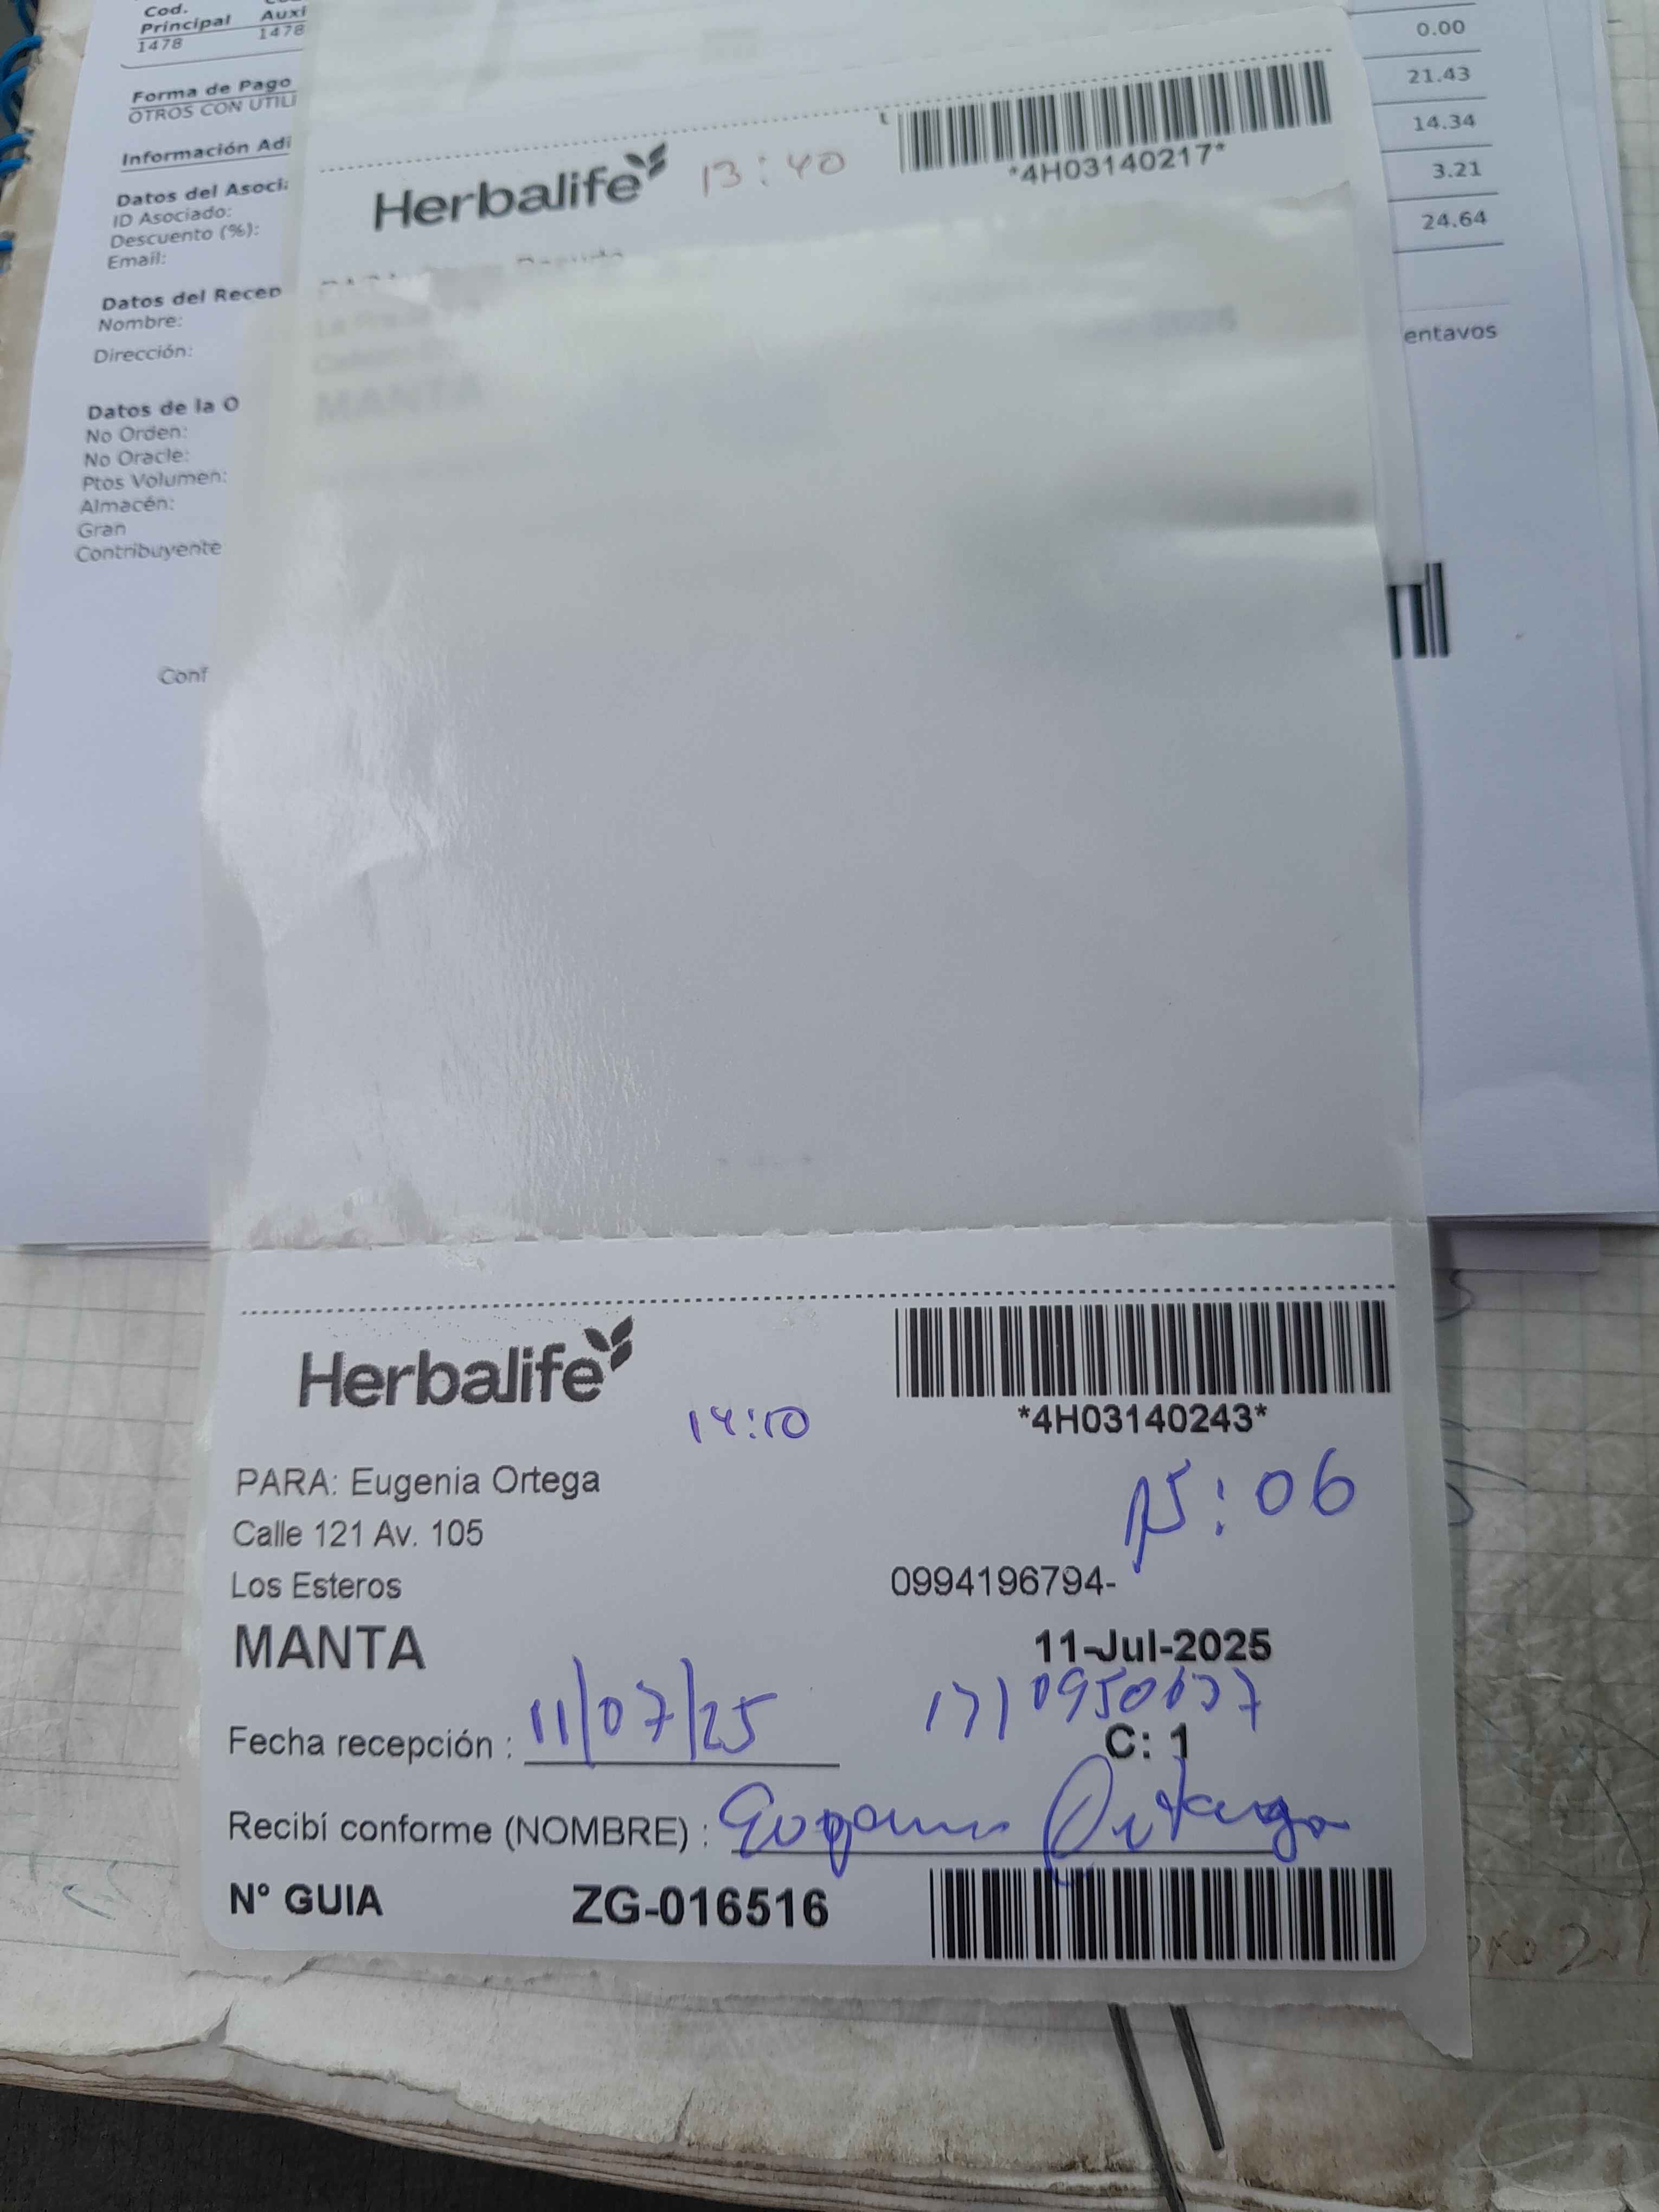 Cod.
Principal
Auxi
1478
1478
Forma de Pago
OTROS CON UTILI
Información Adi
Datos del Asoci
ID Asociado:
Descuento (%):
Email:
Datos del Recep
Nombre:
Dirección:
Datos de la O
No Orden:
No Oracle:
Ptos Volumen:
Almacén:
Gran
Contribuyente
Conf
0.00
21.43
14.34
3.21
24.64
entavos
Herbalife
13:40
*4H03140217*
MANTA
Herbalife
14:10
*4H03140243*
PARA: Eugenia Ortega
15:06
Calle 121 Av. 105
Los Esteros
0994196794-
MANTA
11-Jul-2025
Fecha recepción : 11/07/25
C: 1
Recibí conforme (NOMBRE) : Eugenia Ortega
N° GUIA ZG-016516